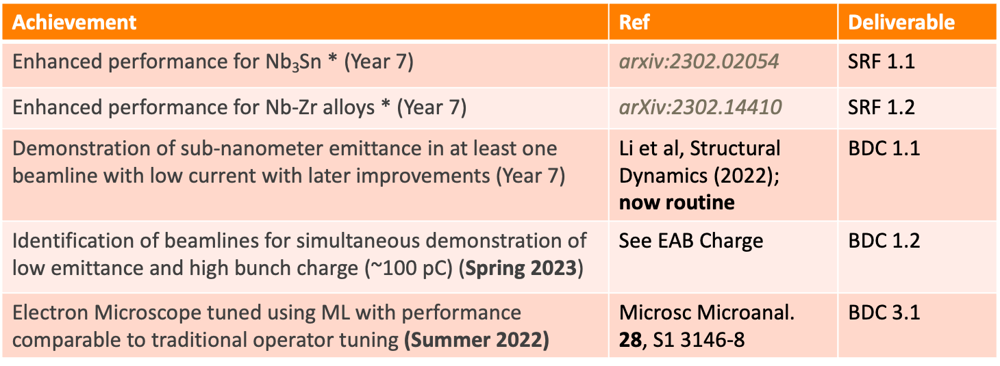 Achievement Ref Deliverable
Enhanced performance for Nb₃Sn * (Year 7) arxiv:2302.02054 SRF 1.1
Enhanced performance for Nb-Zr alloys * (Year 7) arXiv:2302.14410 SRF 1.2
Demonstration of sub-nanometer emittance in at least one Li et al, Structural BDC 1.1
beamline with low current with later improvements (Year 7) Dynamics (2022);
now routine
Identification of beamlines for simultaneous demonstration of See EAB Charge BDC 1.2
low emittance and high bunch charge (~100 pC) (Spring 2023)
Electron Microscope tuned using ML with performance Microsc Microanal. BDC 3.1
comparable to traditional operator tuning (Summer 2022) 28, S1 3146-8